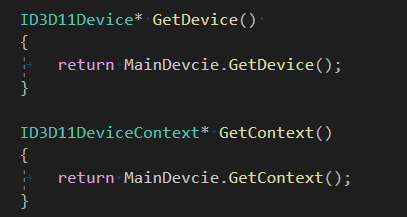 ID3D11Device* GetDevice()
{
return MainDevcie.GetDevice();
}
ID3D11DeviceContext* GetContext()
{
return MainDevcie.GetContext();
}